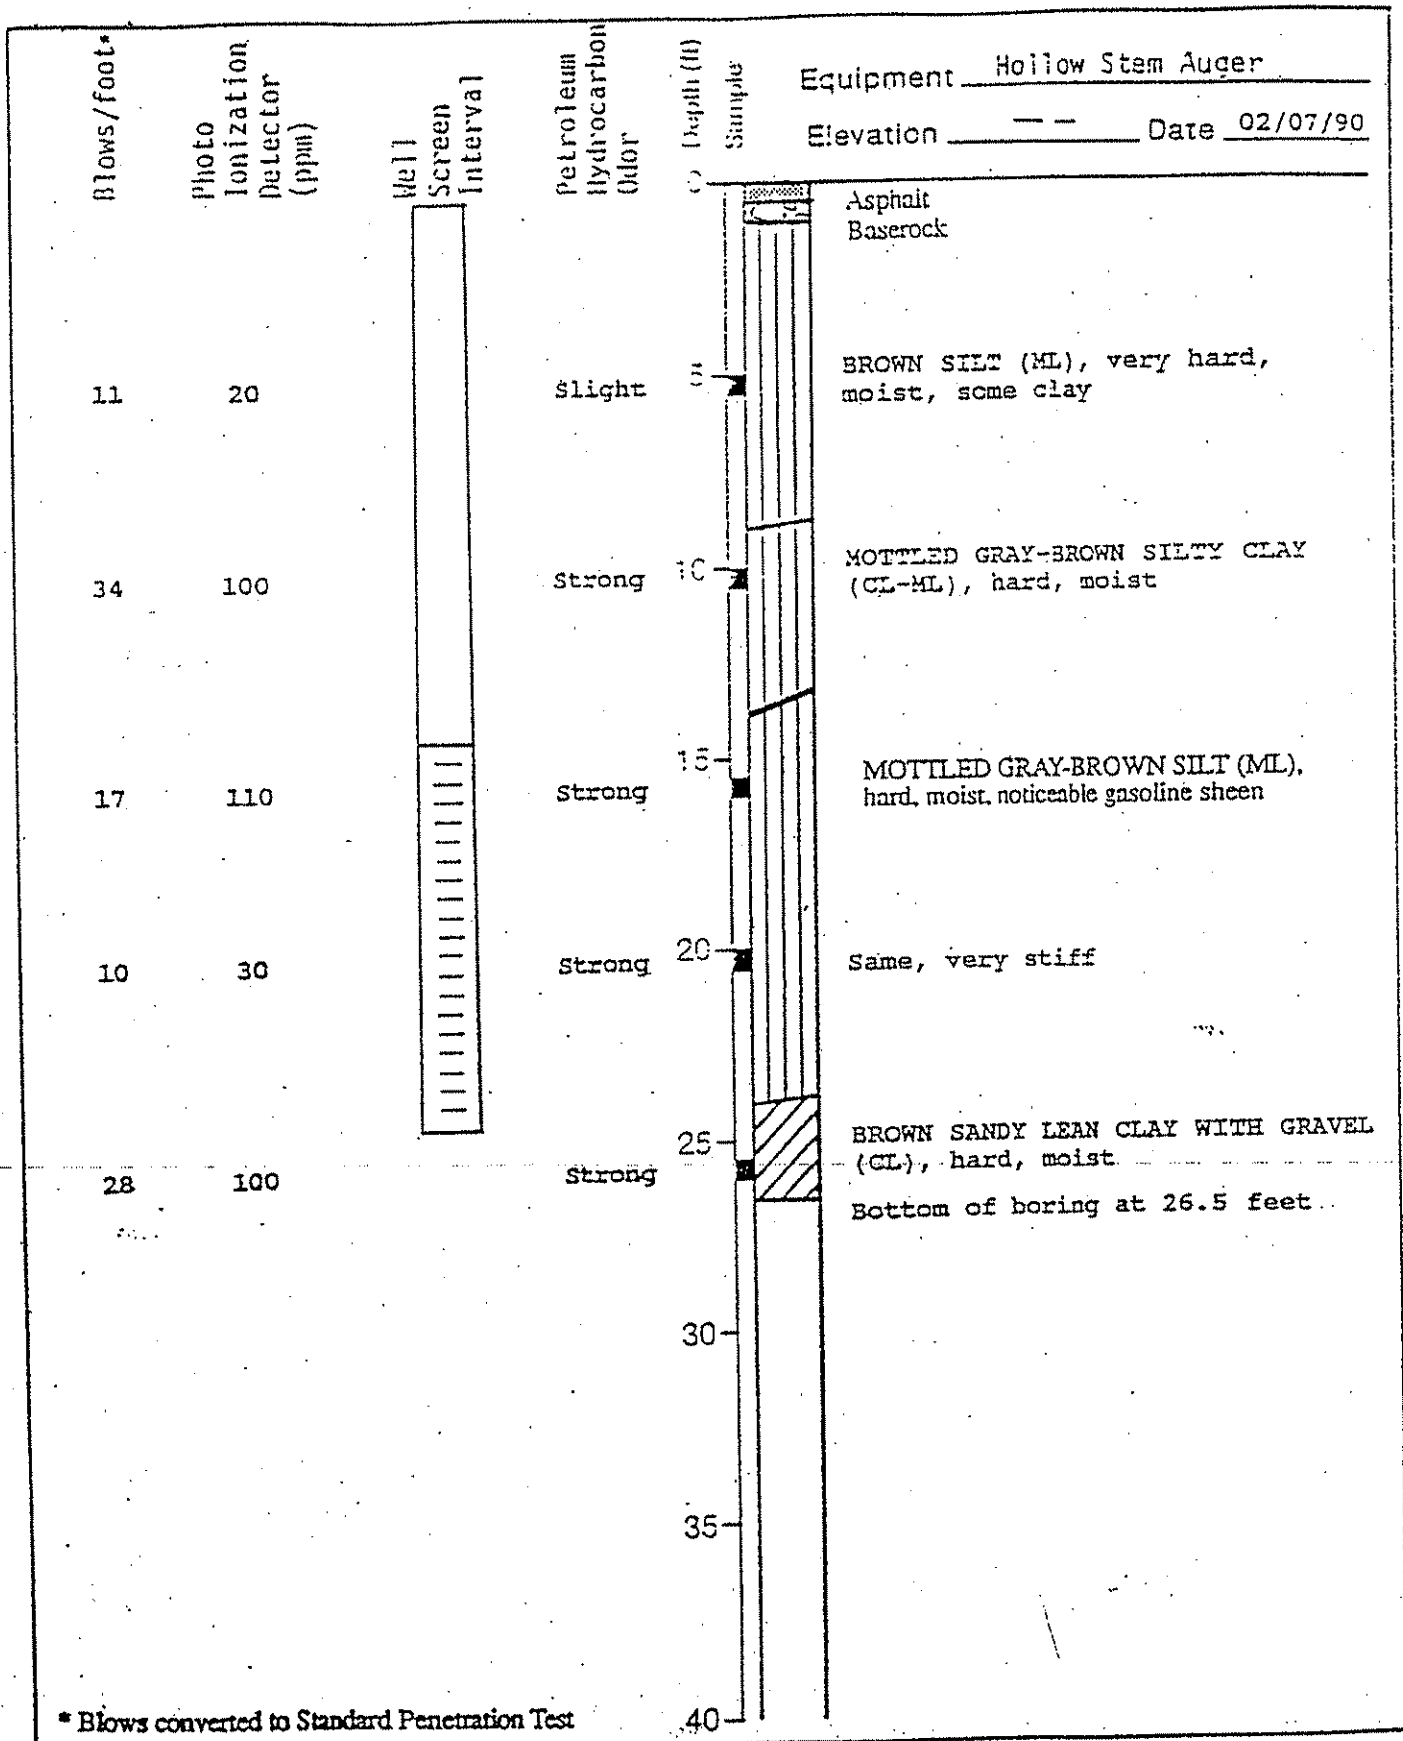 Blows/foot*
Photo
Ionization
Detector
(ppm)
Well
Screen
Interval
Petroleum
Hydrocarbon
Odor
Depth (ft)
Sample
Equipment Hollow Stem Auger
Elevation -- Date 02/07/90
0
Asphalt
Baserock
11 20 Slight
BROWN SILT (ML), very hard,
moist, some clay
34 100 Strong 10
MOTTLED GRAY-BROWN SILTY CLAY
(CL-ML), hard, moist
17 110 Strong 15
MOTTLED GRAY-BROWN SILT (ML),
hard, moist, noticeable gasoline sheen
10 30 Strong 20 Same, very stiff
28 100 Strong 25
BROWN SANDY LEAN CLAY WITH GRAVEL
(CL), hard, moist
Bottom of boring at 26.5 feet
30
35
40
* Blows converted to Standard Penetration Test